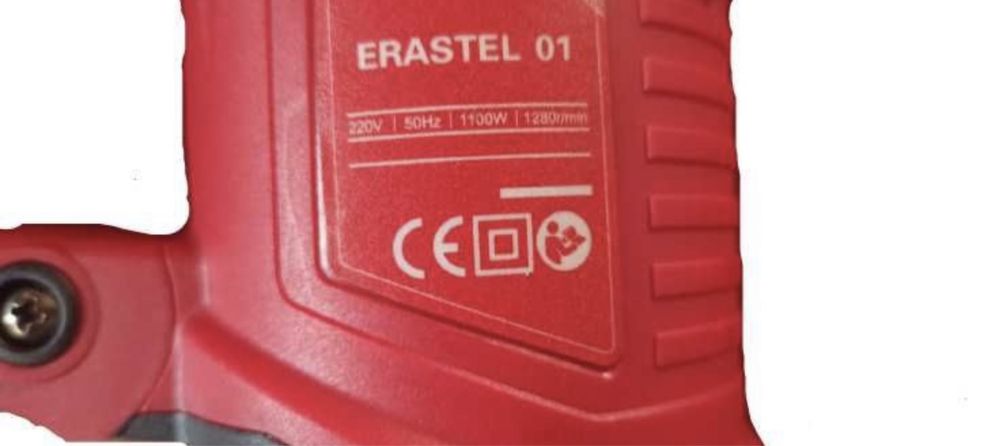 ERASTEL 01
220V | 50Hz | 1100W | 1280r/min
CE